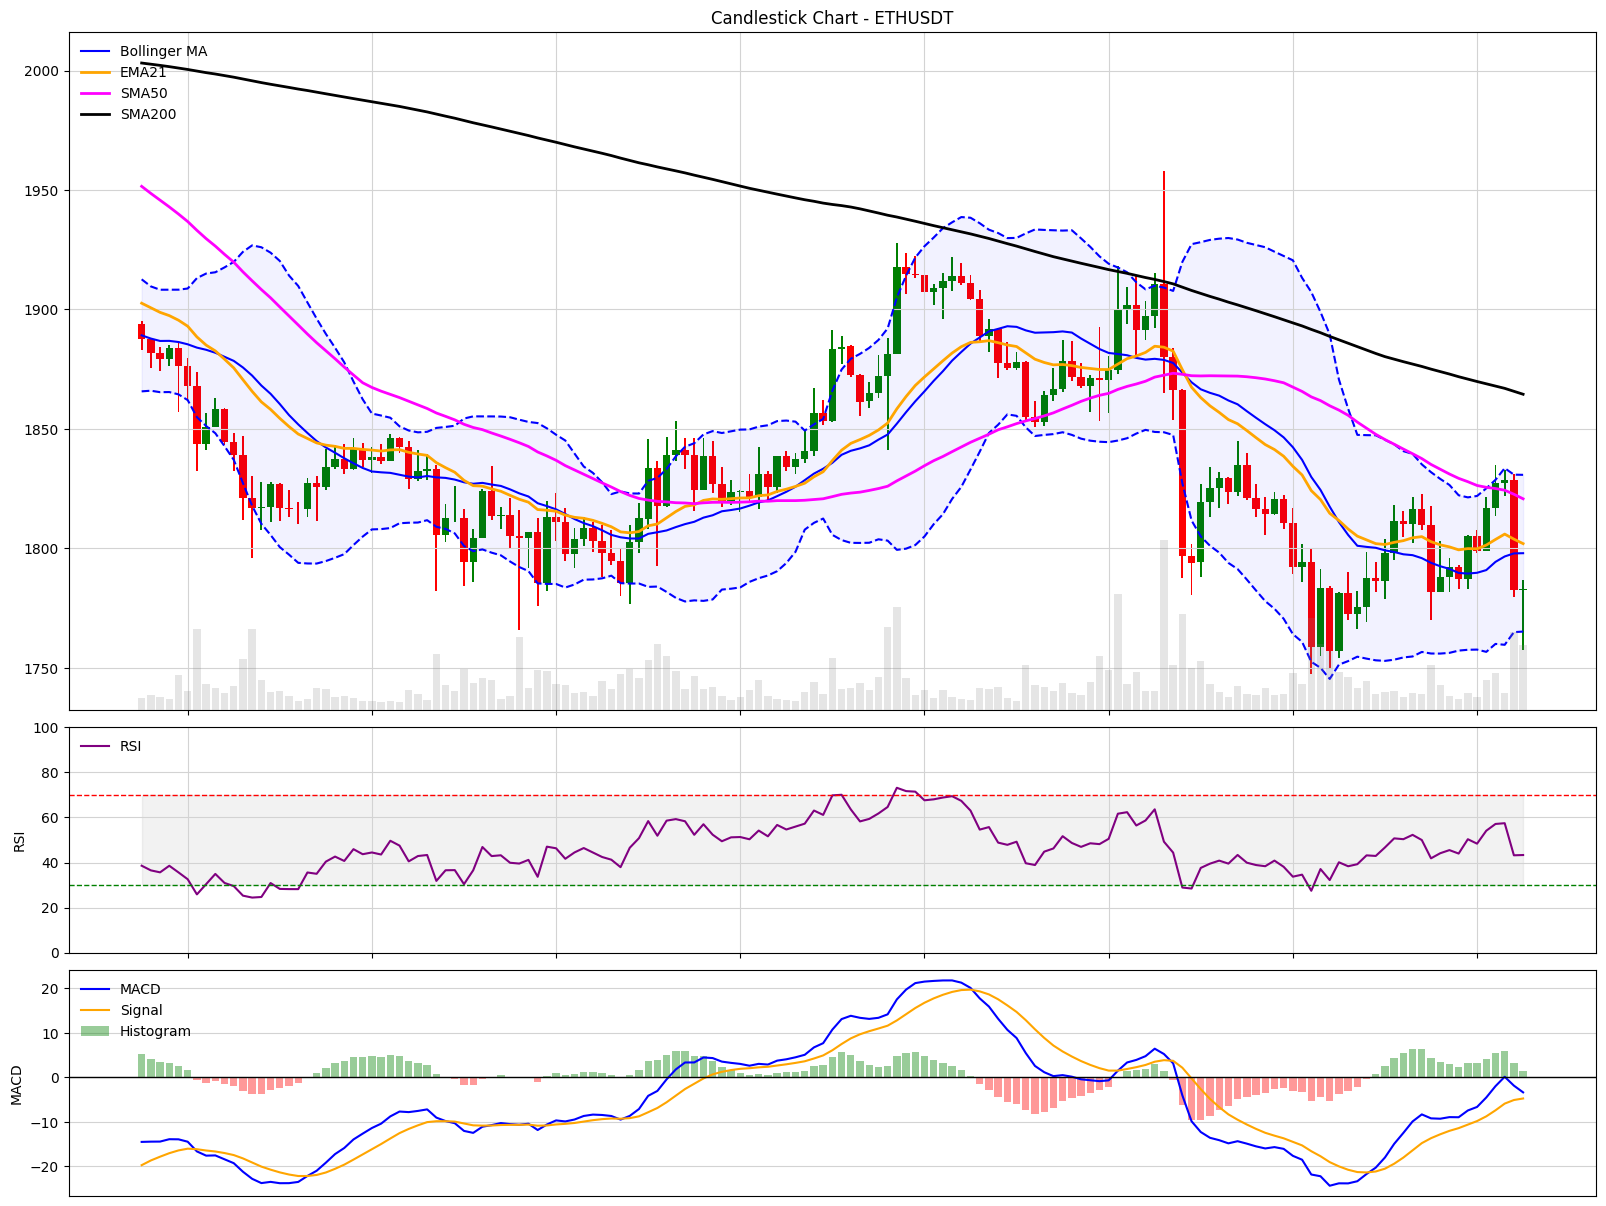 Candlestick Chart - ETHUSDT
Bollinger MA
EMA21
SMA50
SMA200
2000
1950
1900
1850
1800
1750
RSI
100
80
60
40
20
0
RSI
MACD
Signal
Histogram
20
10
0
−10
−20
MACD